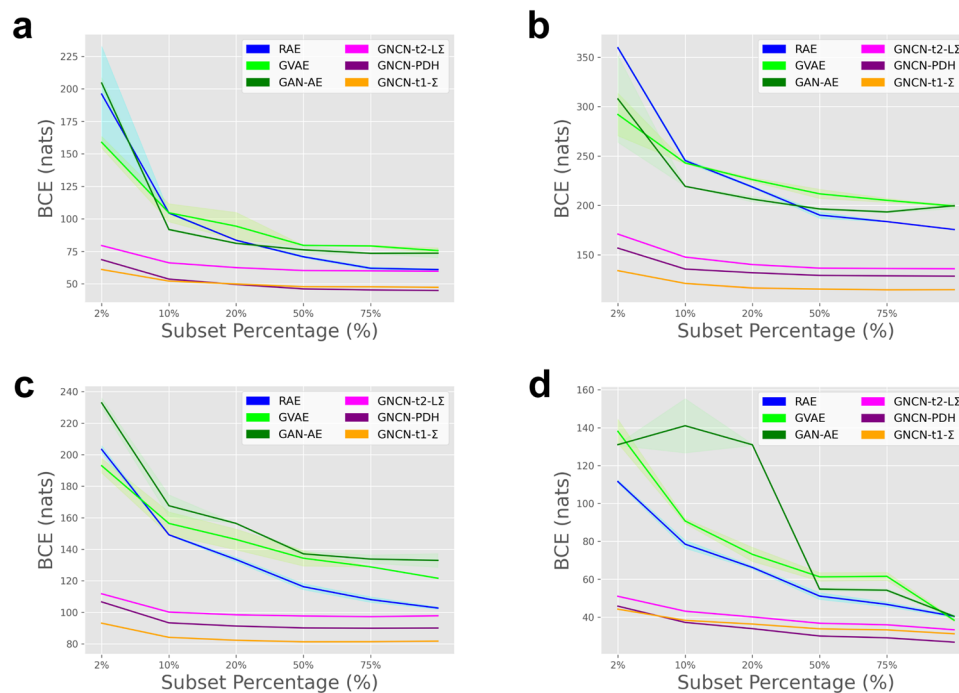 a
225
200
175
150
125
100
75
50
BCE (nats)
RAE
GVAE
GAN-AE
GNCN-t2-LΣ
GNCN-PDH
GNCN-t1-Σ
2% 10% 20% 50% 75%
Subset Percentage (%)
b
350
300
250
200
150
BCE (nats)
RAE
GVAE
GAN-AE
GNCN-t2-LΣ
GNCN-PDH
GNCN-t1-Σ
2% 10% 20% 50% 75%
Subset Percentage (%)
c
240
220
200
180
160
140
120
100
80
BCE (nats)
RAE
GVAE
GAN-AE
GNCN-t2-LΣ
GNCN-PDH
GNCN-t1-Σ
2% 10% 20% 50% 75%
Subset Percentage (%)
d
160
140
120
100
80
60
40
BCE (nats)
RAE
GVAE
GAN-AE
GNCN-t2-LΣ
GNCN-PDH
GNCN-t1-Σ
2% 10% 20% 50% 75%
Subset Percentage (%)